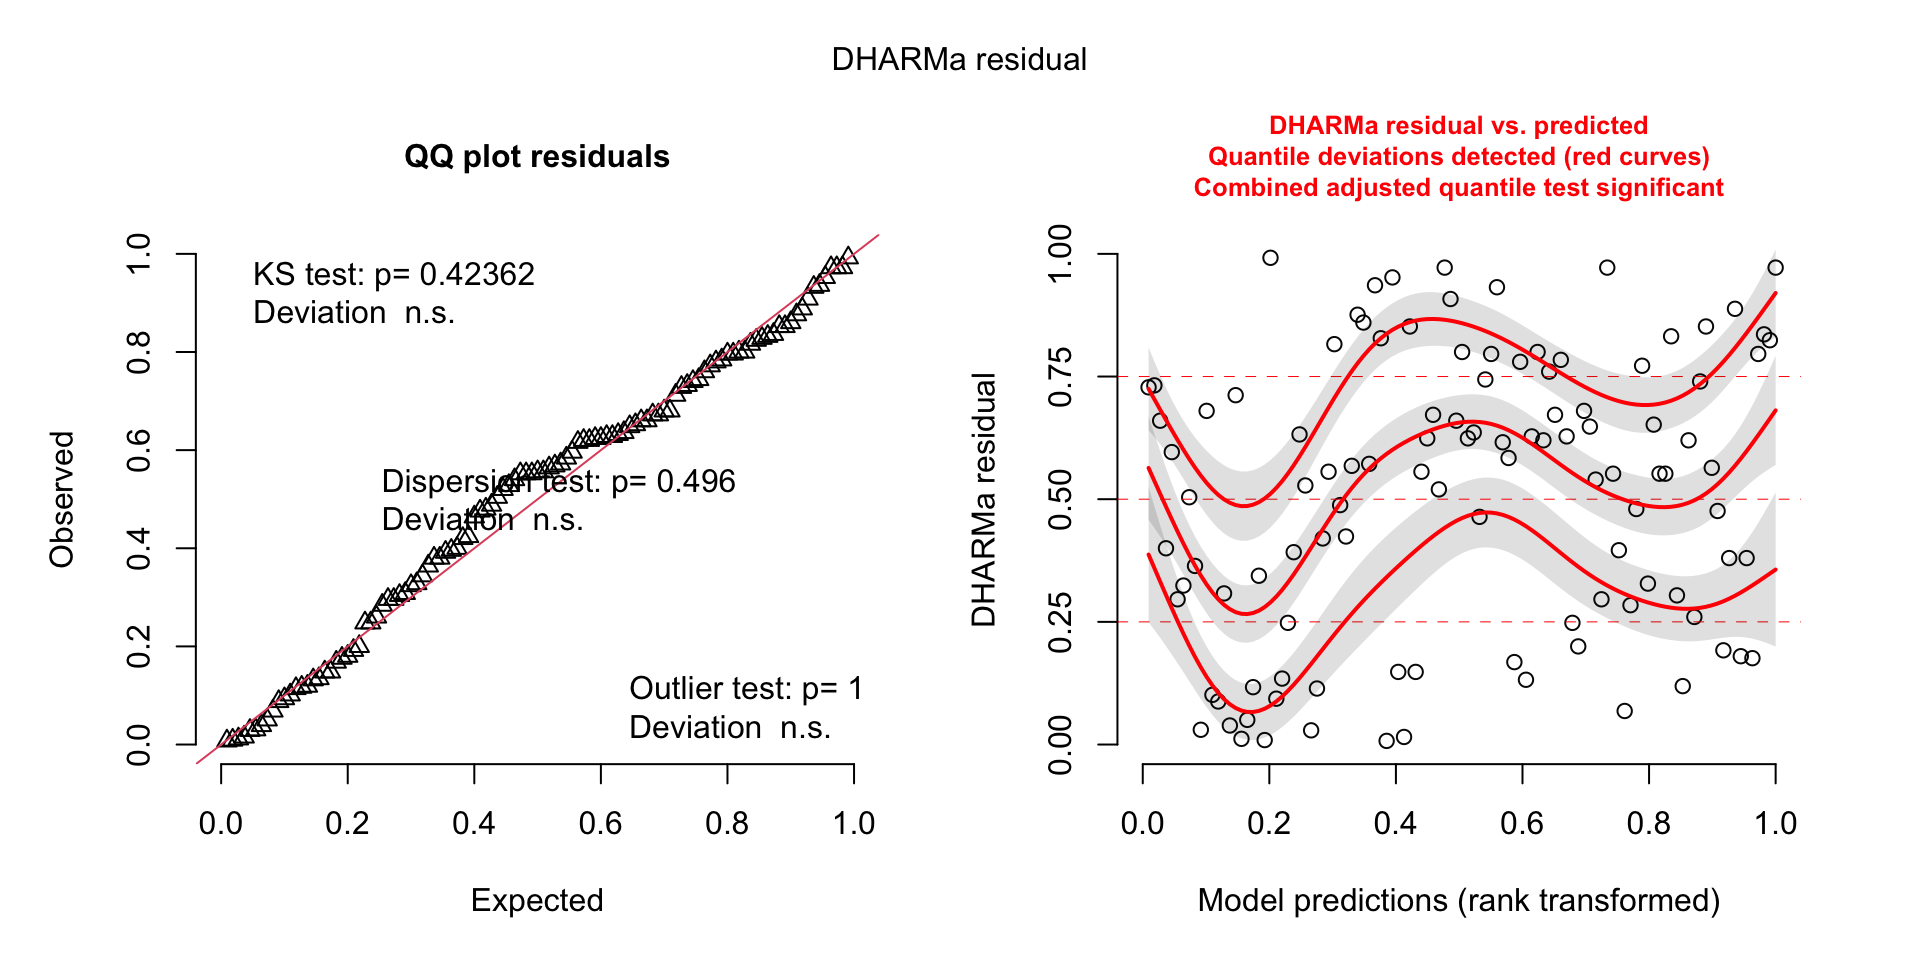 DHARMa residual
QQ plot residuals
KS test: p= 0.42362
Deviation  n.s.
Dispersion test: p= 0.496
Deviation  n.s.
Outlier test: p= 1
Deviation  n.s.
Observed
0.0 0.2 0.4 0.6 0.8 1.0
0.0 0.2 0.4 0.6 0.8 1.0
Expected
DHARMa residual vs. predicted
Quantile deviations detected (red curves)
Combined adjusted quantile test significant
DHARMa residual
0.00 0.25 0.50 0.75 1.00
0.0 0.2 0.4 0.6 0.8 1.0
Model predictions (rank transformed)